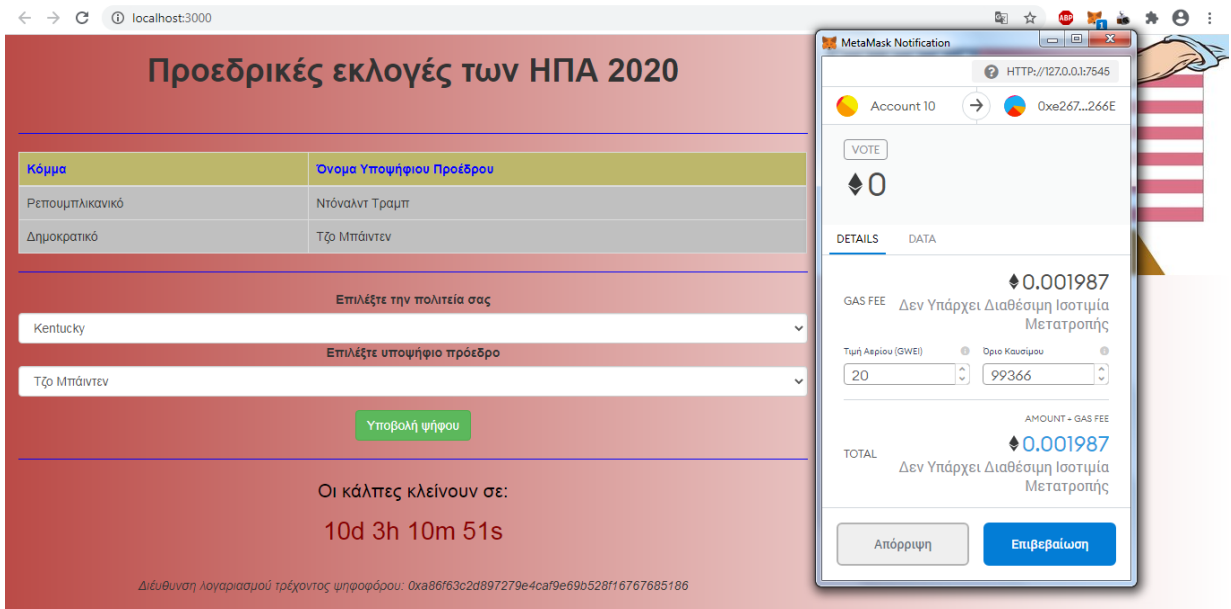 localhost:3000
ABP
1
Προεδρικές εκλογές των ΗΠΑ 2020
Κόμμα Όνομα Υποψήφιου Προέδρου
Ρεπουμπλικανικό Ντόναλντ Τραμπ
Δημοκρατικό Τζο Μπάιντεν
Επιλέξτε την πολιτεία σας
Kentucky
Επιλέξτε υποψήφιο πρόεδρο
Τζο Μπάιντεν
Υποβολή ψήφου
Οι κάλπες κλείνουν σε:
10d 3h 10m 51s
Διεύθυνση λογαριασμού τρέχοντος ψηφοφόρου: 0xa86f63c2d897279e4caf9e69b528f16767685186
MetaMask Notification
HTTP://127.0.0.1:7545
Account 10 0xe267...266E
VOTE
0
DETAILS DATA
0.001987
GAS FEE Δεν Υπάρχει Διαθέσιμη Ισοτιμία
Μετατροπής
Τιμή Αερίου (GWEI) Όριο Καυσίμου
20 99366
AMOUNT + GAS FEE
0.001987
TOTAL Δεν Υπάρχει Διαθέσιμη Ισοτιμία
Μετατροπής
Απόρριψη Επιβεβαίωση